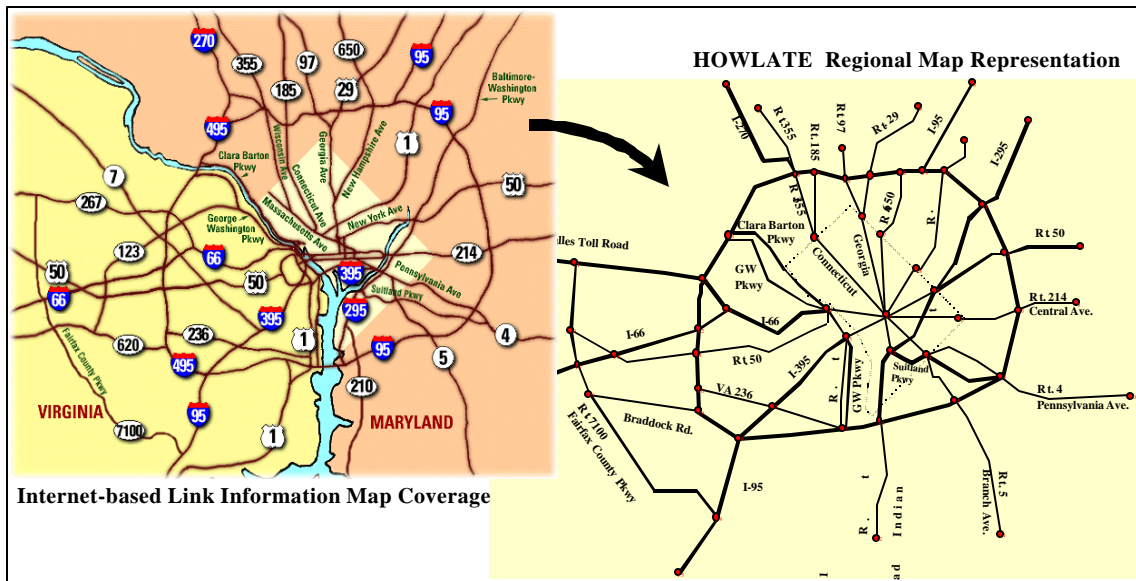 270
355
97
650
95
185
29
Baltimore-
Washington
Pkwy
95
495
Wisconsin Ave
Georgia Ave
New Hampshire Ave
1
Clara Barton
Pkwy
Connecticut Ave
7
50
267
Massachusetts Ave
New York Ave
George
Washington
Pkwy
123
66
214
50
50
395
Pennsylvania Ave
66
Suitland Pkwy
295
395
1
236
4
620
95
5
Fairfax County Pkwy
495
210
VIRGINIA
95
MARYLAND
7100
1
Internet-based Link Information Map Coverage
HOWLATE Regional Map Representation
I-270
Rt355
Rt.185
Rt97
Rt 29
I-95
I-295
Rt 50
Clara Barton
Pkwy
Georgia
R.
Rt 50
lles Toll Road
GW
Pkwy
Connecticut
Rt. 214
Central Ave.
I-66
I-66
t
Rt 50
I-395
R. t
GW Pkwy
Suitland
Pkwy
VA 236
Rt. 4
Pennsylvania Ave.
Braddock Rd.
Rt 7100
Fairfax County Pkwy
I-95
R. t
Indian
Rt. 5
Branch Ave.
I
ap